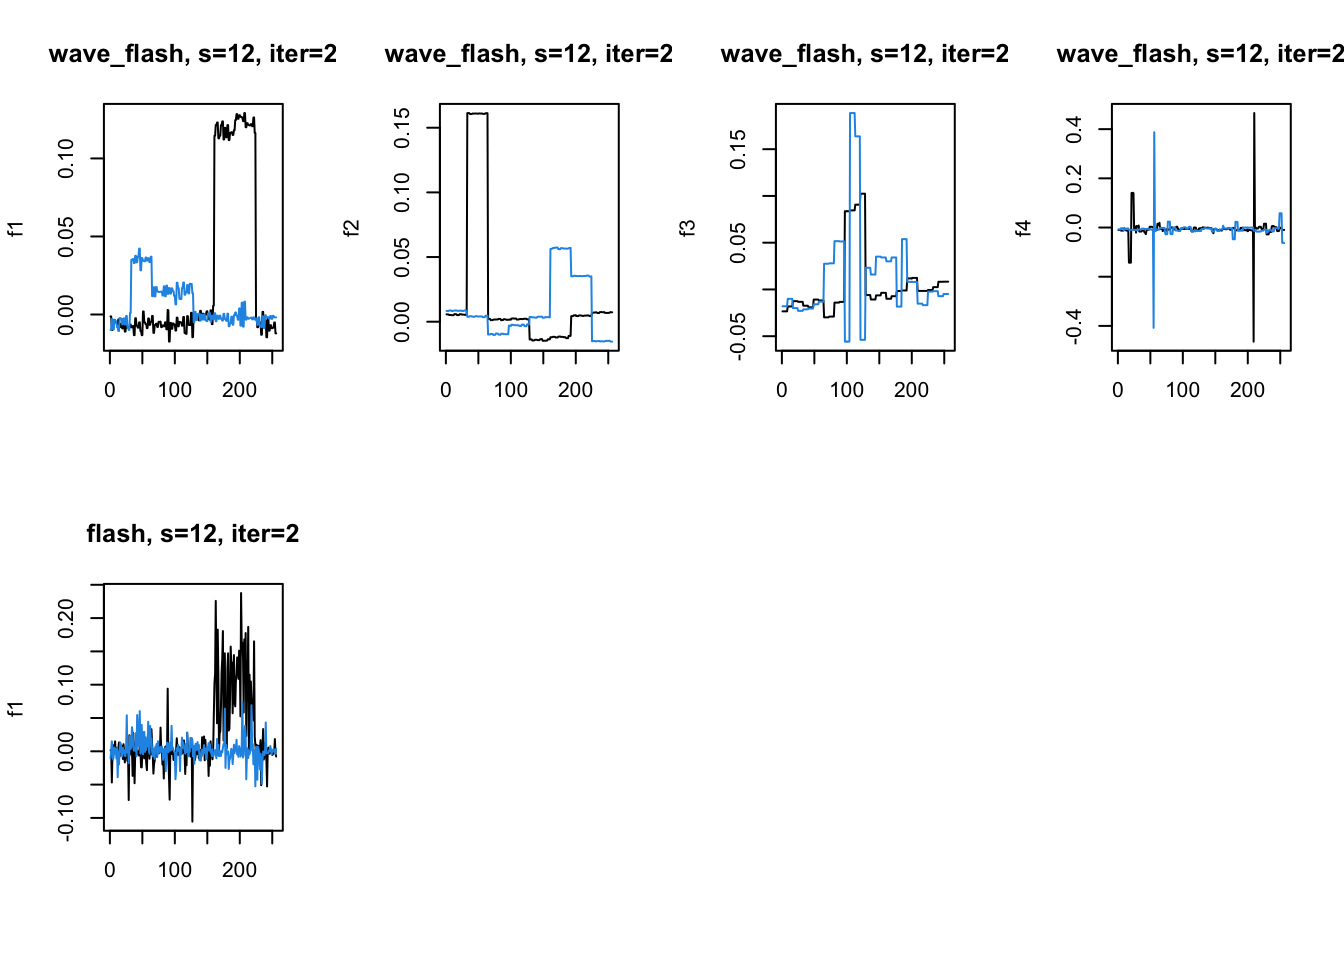 wave_flash, s=12, iter=2 wave_flash, s=12, iter=2 wave_flash, s=12, iter=2 wave_flash, s=12, iter=2
f1
0.00 0.05 0.10
0 100 200
f2
0.00 0.05 0.10 0.15
0 100 200
f3
-0.05 0.05 0.15
0 100 200
f4
-0.4 0.0 0.2 0.4
0 100 200
flash, s=12, iter=2
f1
-0.10 0.00 0.10 0.20
0 100 200